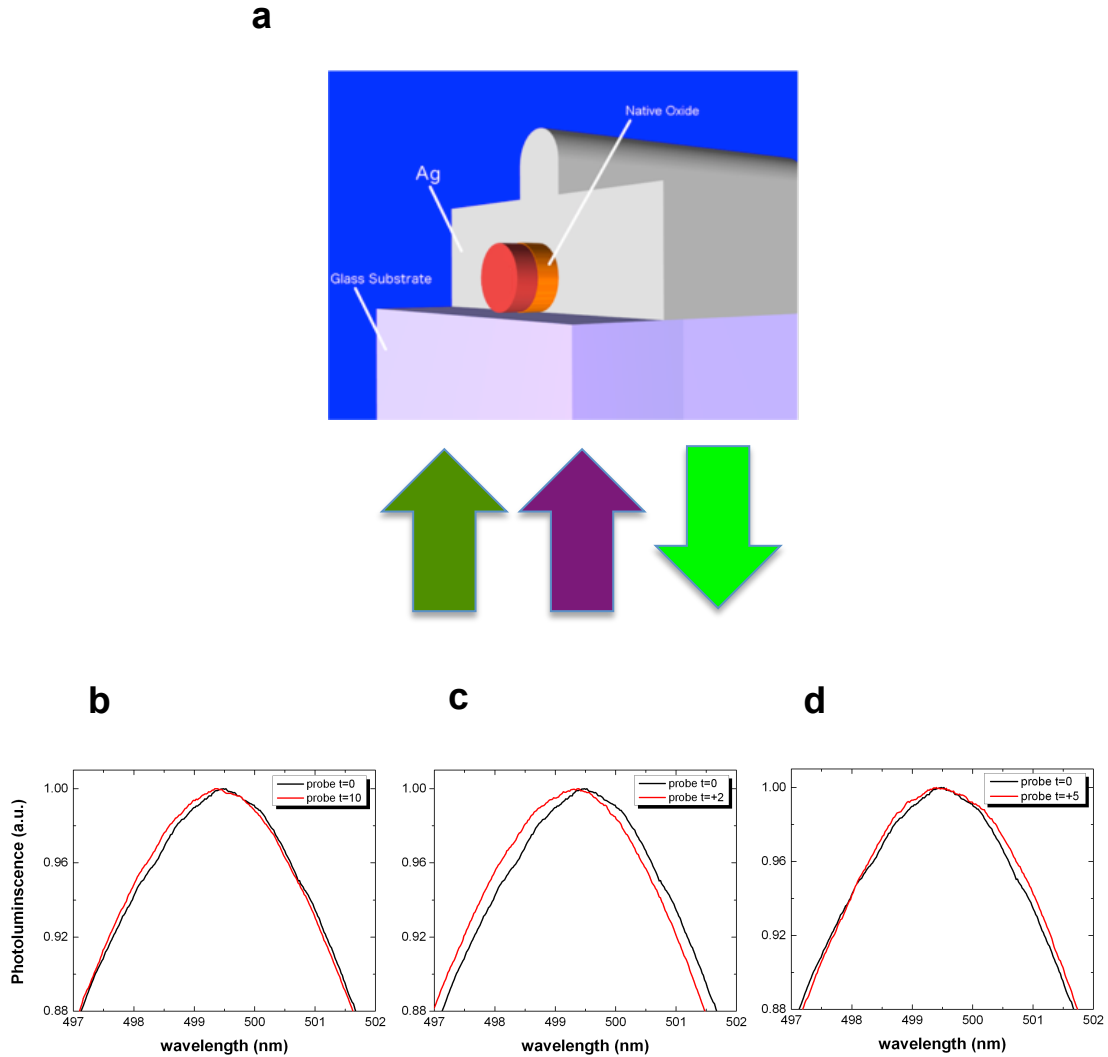 a
Native Oxide
Ag
Glass Substrate
b
c
d
Photoluminscence (a.u.)
1.00
0.96
0.92
0.88
probe t=0
probe t=10
497 498 499 500 501 502
wavelength (nm)
1.00
0.96
0.92
0.88
probe t=0
probe t=+2
497 498 499 500 501 502
wavelength (nm)
1.00
0.96
0.92
0.88
probe t=0
probe t=+5
497 498 499 500 501 502
wavelength (nm)